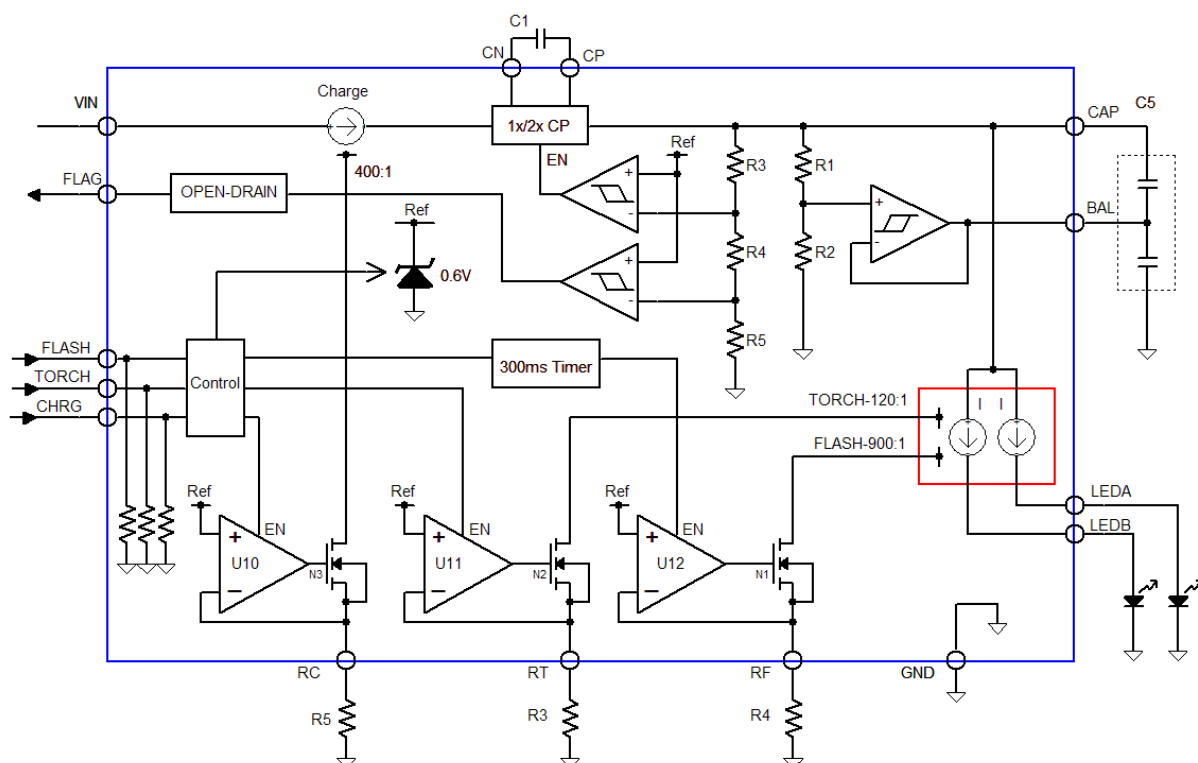 C1
CN
CP
VIN
Charge
1x/2x CP
CAP
C5
EN
Ref
400:1
+
-
R3
R1
FLAG
OPEN-DRAIN
Ref
+
-
BAL
0.6V
R4
R2
+
-
FLASH
TORCH
CHRG
Control
300ms Timer
R5
TORCH-120:1
I
I
FLASH-900:1
Ref
Ref
Ref
LEDA
LEDB
+
EN
U10
−
N3
+
EN
U11
−
N2
+
EN
U12
−
N1
RC
RT
RF
GND
R5
R3
R4